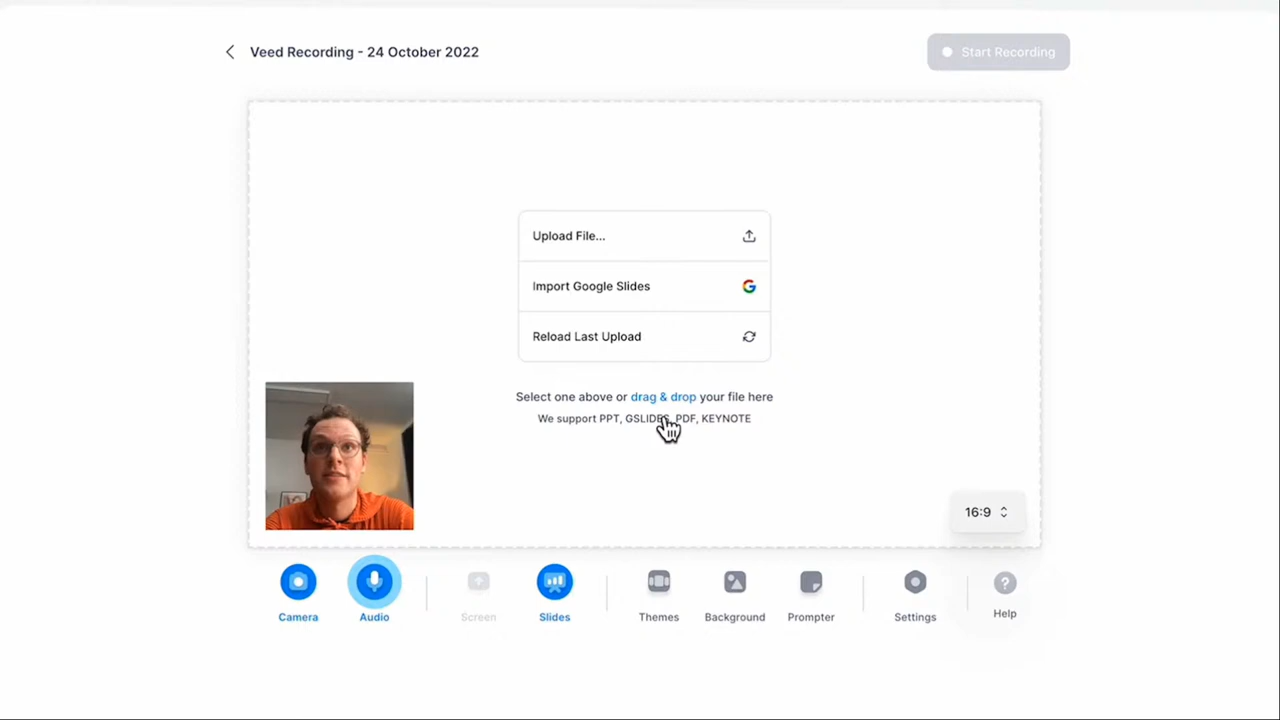 Veed Recording - 24 October 2022
Start Recording
Upload File...
Import Google Slides
Reload Last Upload
Select one above or drag & drop your file here
We support PPT, GSLIDES, PDF, KEYNOTE
16:9
Camera
Audio
Screen
Slides
Themes
Background
Prompter
Settings
Help